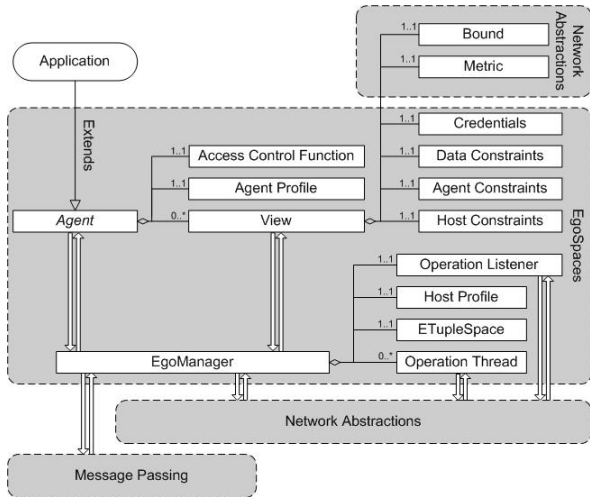 Application
Extends
Network
Abstractions
1..1
Bound
1..1
Metric
1..1
Credentials
1..1
Access Control Function
1..1
Data Constraints
1..1
Agent Profile
1..1
Agent Constraints
Agent
0..*
View
1..1
Host Constraints
EgoSpaces
1..1
Operation Listener
1..1
Host Profile
1..1
ETupleSpace
EgoManager
0..*
Operation Thread
Network Abstractions
Message Passing